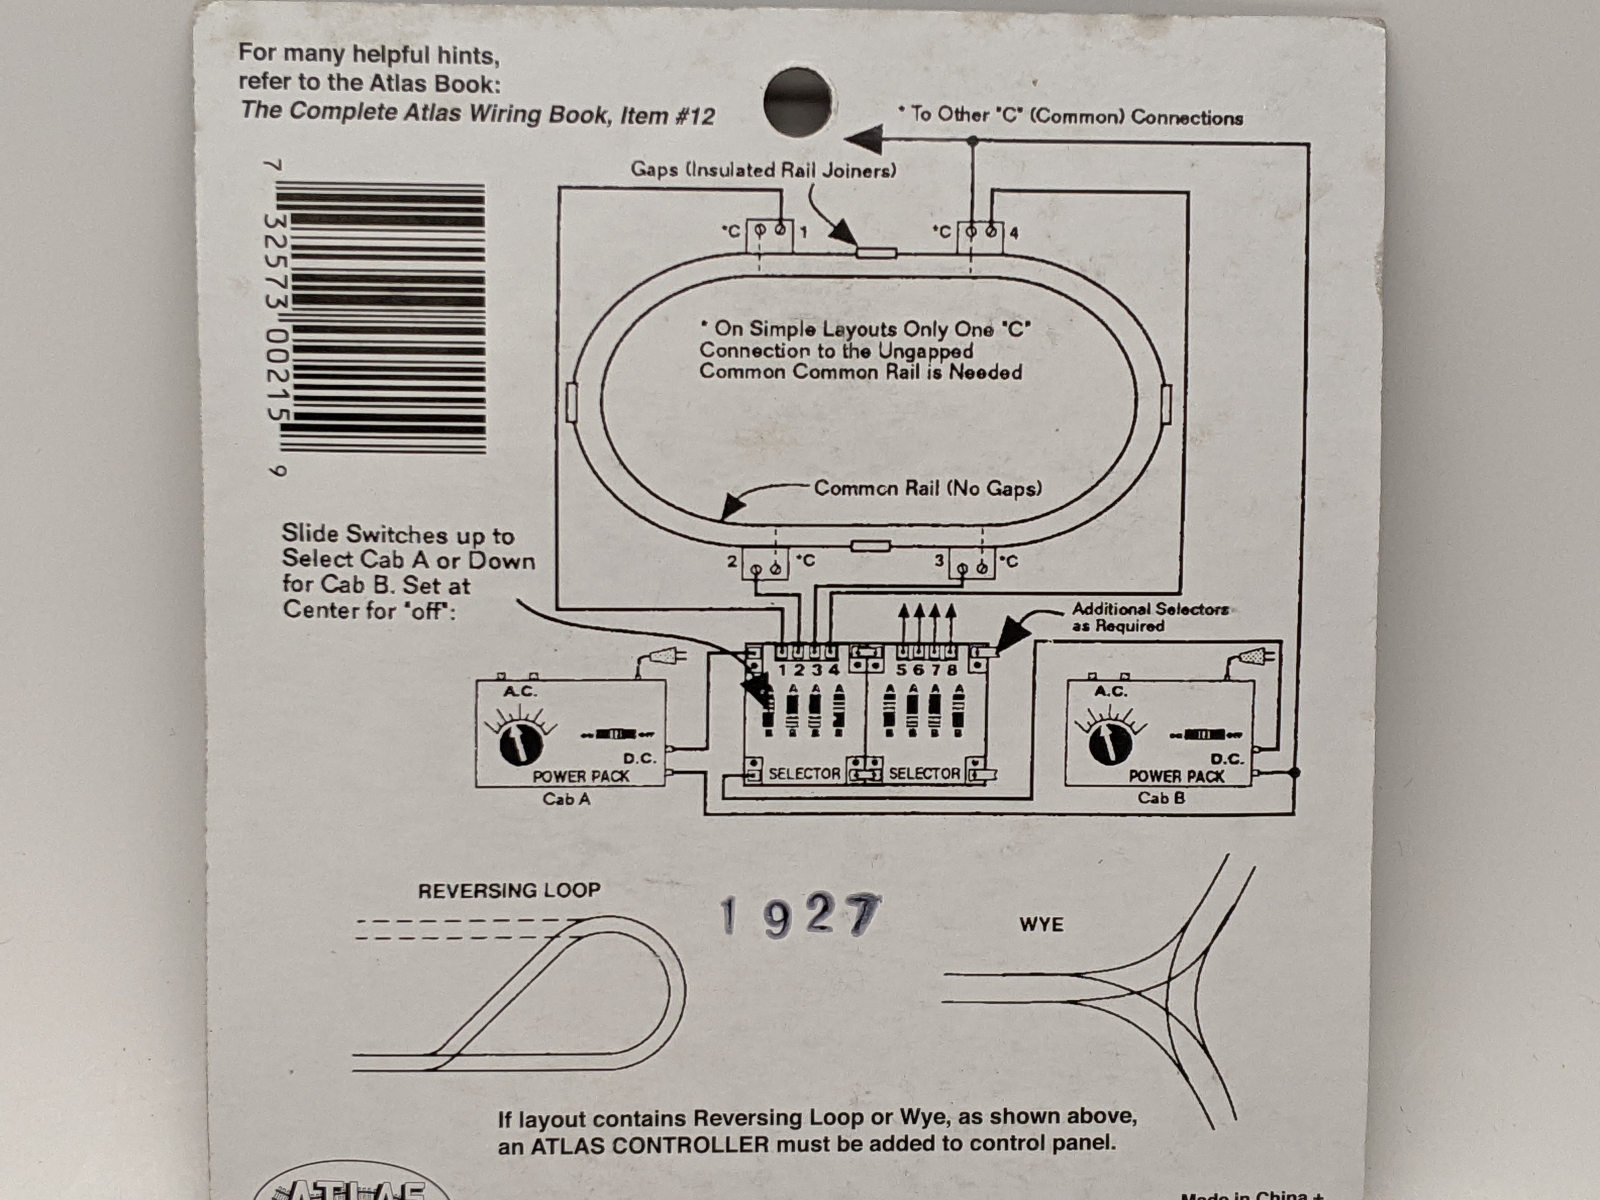 For many helpful hints,
refer to the Atlas Book:
The Complete Atlas Wiring Book, Item #12
* To Other "C" (Common) Connections
Gaps (Insulated Rail Joiners)
7 32573 00215 9
*C 1
*C 4
* On Simple Layouts Only One "C"
Connection to the Ungapped
Common Common Rail is Needed
Common Rail (No Gaps)
2 *C
3 *C
Slide Switches up to
Select Cab A or Down
for Cab B. Set at
Center for "off":
Additional Selectors
as Required
1 2 3 4
5 6 7 8
A A A
A A A A
B B B B
B B B B
SELECTOR
SELECTOR
A.C.
D.C.
POWER PACK
Cab A
A.C.
D.C.
POWER PACK
Cab B
REVERSING LOOP
1927
WYE
If layout contains Reversing Loop or Wye, as shown above,
an ATLAS CONTROLLER must be added to control panel.
ATLAS
Made in China